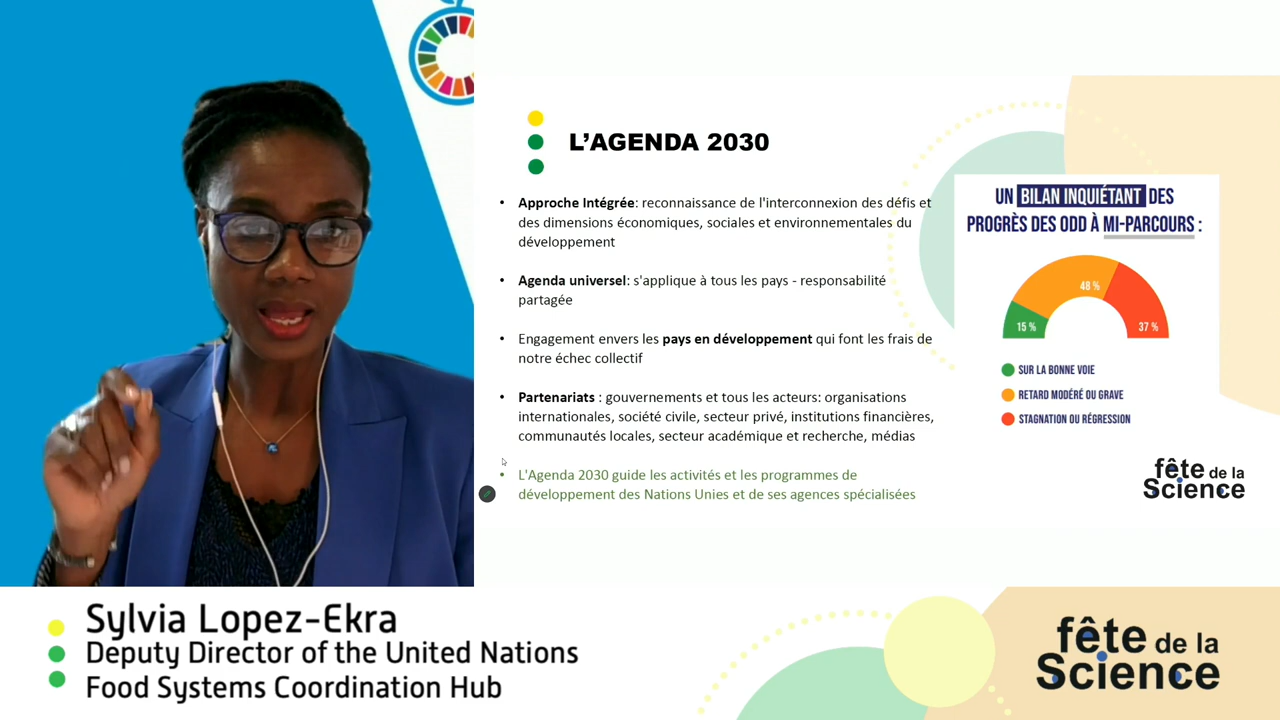 L'AGENDA 2030
• Approche Intégrée: reconnaissance de l'interconnexion des défis et
des dimensions économiques, sociales et environnementales du
développement
• Agenda universel: s'applique à tous les pays - responsabilité
partagée
• Engagement envers les pays en développement qui font les frais de
notre échec collectif
• Partenariats : gouvernements et tous les acteurs: organisations
internationales, société civile, secteur privé, institutions financières,
communautés locales, secteur académique et recherche, médias
• L'Agenda 2030 guide les activités et les programmes de
développement des Nations Unies et de ses agences spécialisées
UN BILAN INQUIÉTANT DES
PROGRÈS DES ODD À MI-PARCOURS :
48 %
15 %
37 %
SUR LA BONNE VOIE
RETARD MODÉRÉ OU GRAVE
STAGNATION OU RÉGRESSION
fête de la
Science
Sylvia Lopez-Ekra
Deputy Director of the United Nations
Food Systems Coordination Hub
fête de la
Science